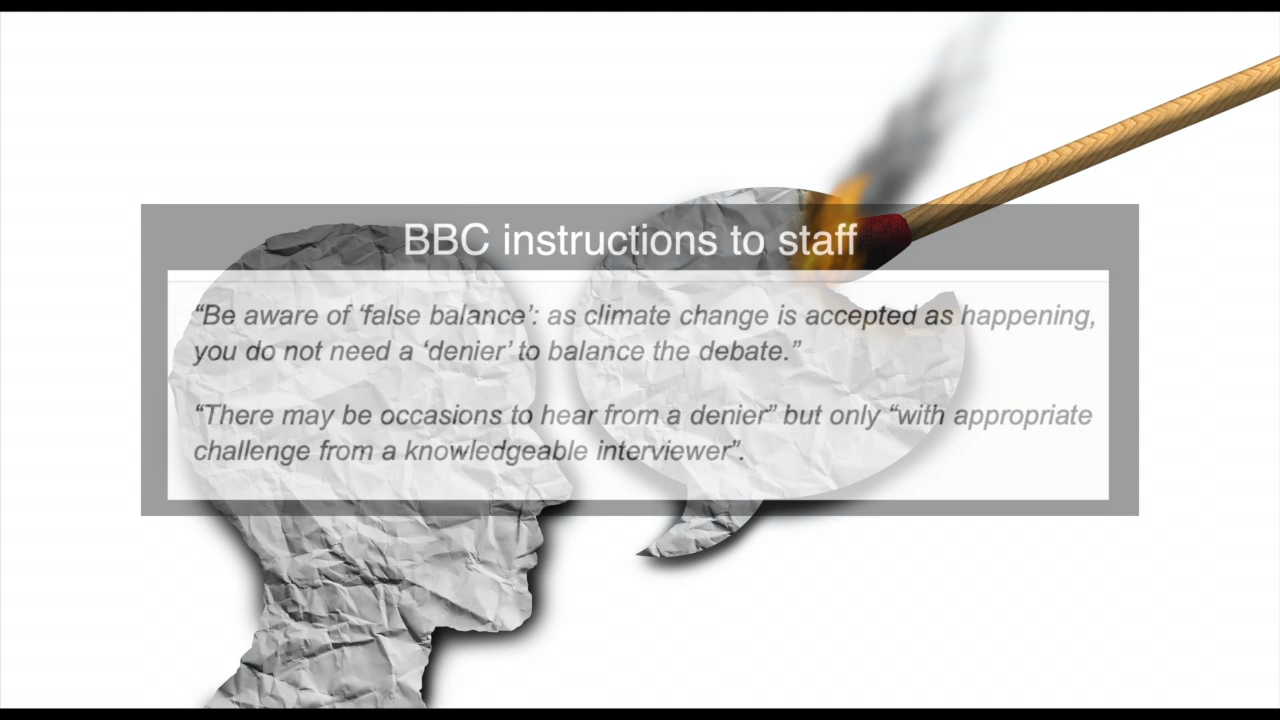 BBC instructions to staff
“Be aware of ‘false balance’: as climate change is accepted as happening,
you do not need a ‘denier’ to balance the debate.”
“There may be occasions to hear from a denier” but only “with appropriate
challenge from a knowledgeable interviewer”.